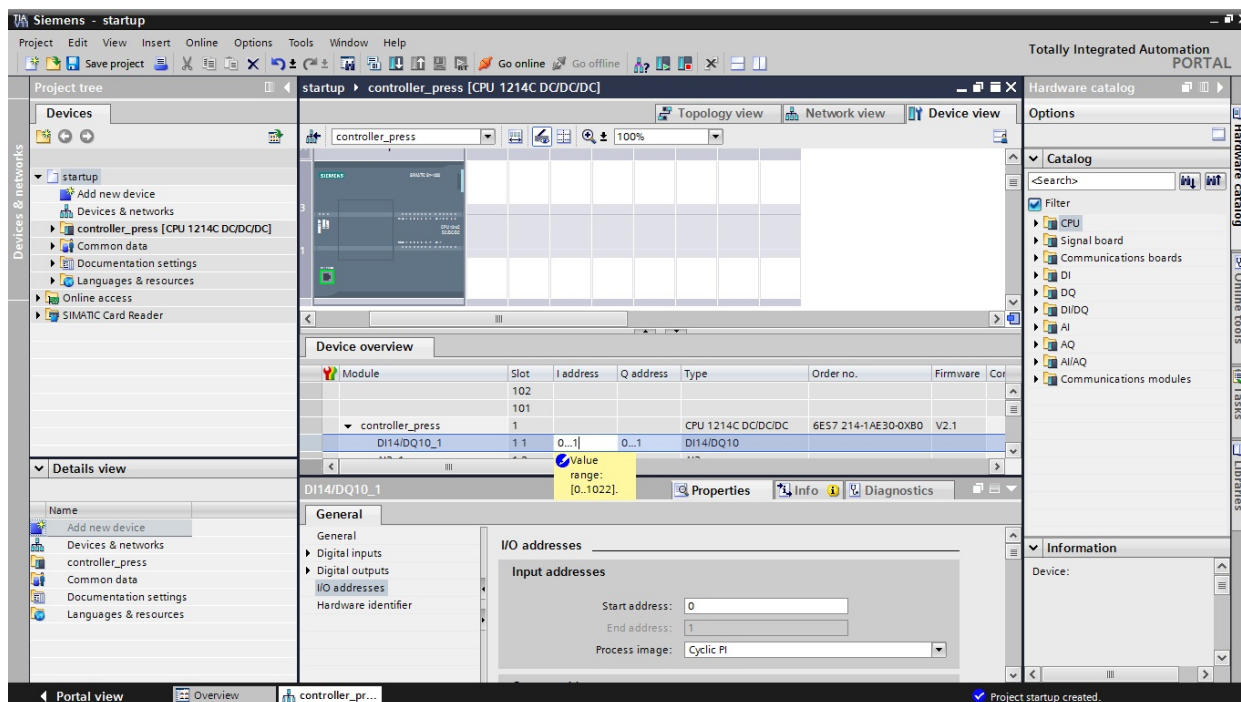 Siemens - startup
Project Edit View Insert Online Options Tools Window Help
Totally Integrated Automation
PORTAL
Save project
Go online
Go offline
Project tree
Devices
startup
Add new device
Devices & networks
controller_press [CPU 1214C DC/DC/DC]
Common data
Documentation settings
Languages & resources
Online access
SIMATIC Card Reader
Devices & networks
Details view
Name
Add new device
Devices & networks
controller_press
Common data
Documentation settings
Languages & resources
startup controller_press [CPU 1214C DC/DC/DC]
Topology view Network view Device view
controller_press 100%
SIEMENS
Device overview
Module Slot I address Q address Type Order no. Firmware
102
101
controller_press 1 CPU 1214C DC/DC/DC 6ES7 214-1AE30-0XB0 V2.1
DI14/DQ10_1 1 1 0...1 0...1 DI14/DQ10
Value
range:
[0..1022].
DI14/DQ10_1
Properties Info Diagnostics
General
General
Digital inputs
Digital outputs
I/O addresses
Hardware identifier
I/O addresses
Input addresses
Start address: 0
End address: 1
Process image: Cyclic PI
Hardware catalog
Options
Catalog
<Search>
Filter
CPU
Signal board
Communications boards
DI
DQ
DI/DQ
AI
AQ
AI/AQ
Communications modules
Information
Device:
Hardware catalog
Online tools
Tasks
Libraries
Portal view
Overview
controller_pr...
Project startup created.